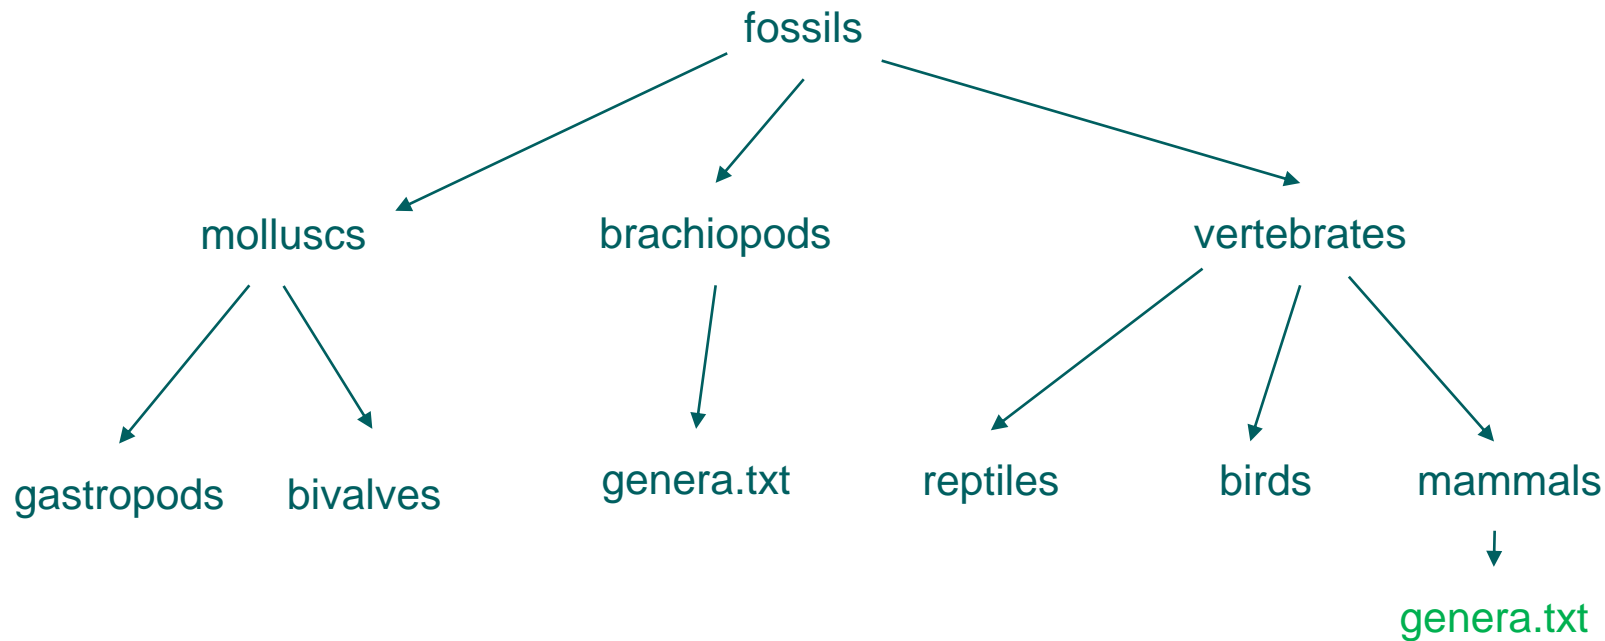 fossils
molluscs
brachiopods
vertebrates
gastropods
bivalves
genera.txt
reptiles
birds
mammals
genera.txt